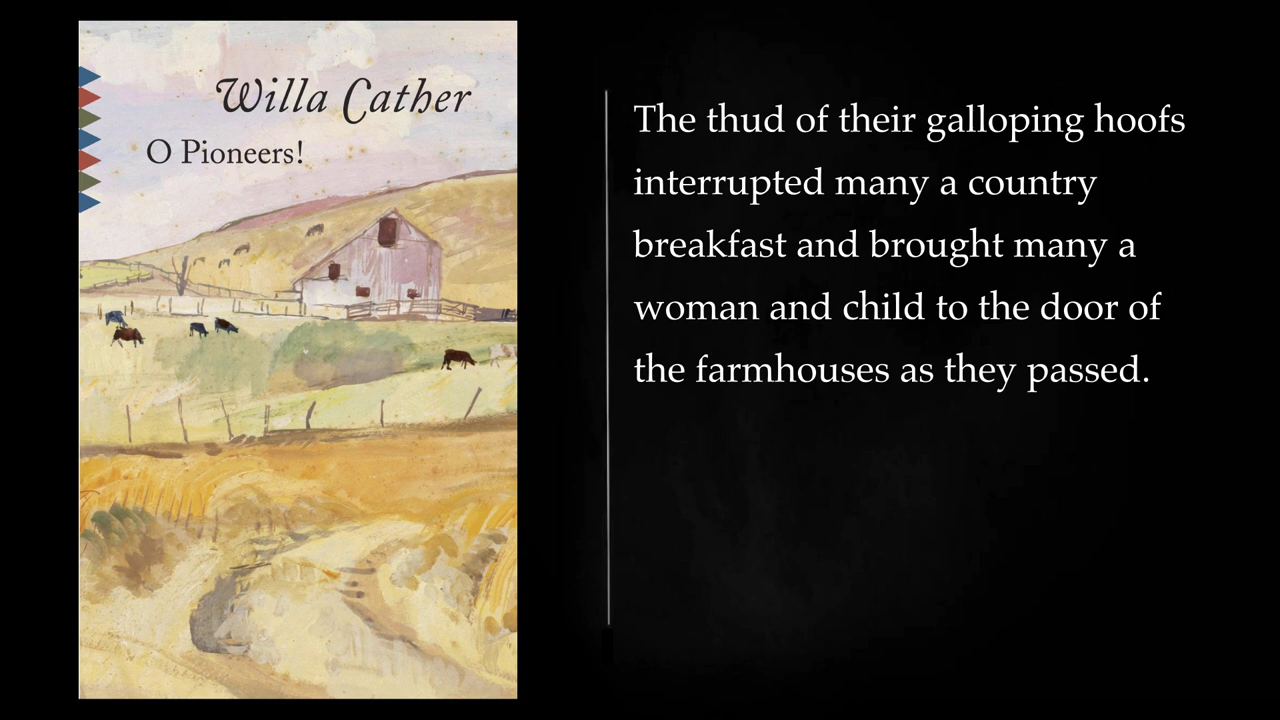 Willa Cather
O Pioneers!
The thud of their galloping hoofs
interrupted many a country
breakfast and brought many a
woman and child to the door of
the farmhouses as they passed.